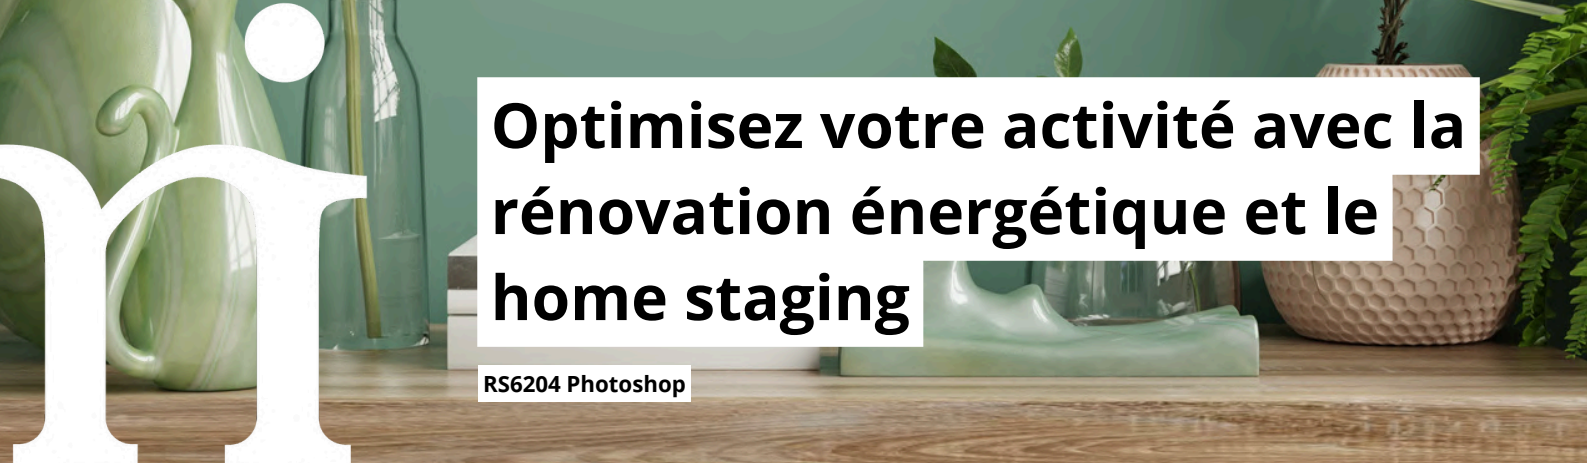 Optimisez votre activité avec la
rénovation énergétique et le
home staging
RS6204 Photoshop